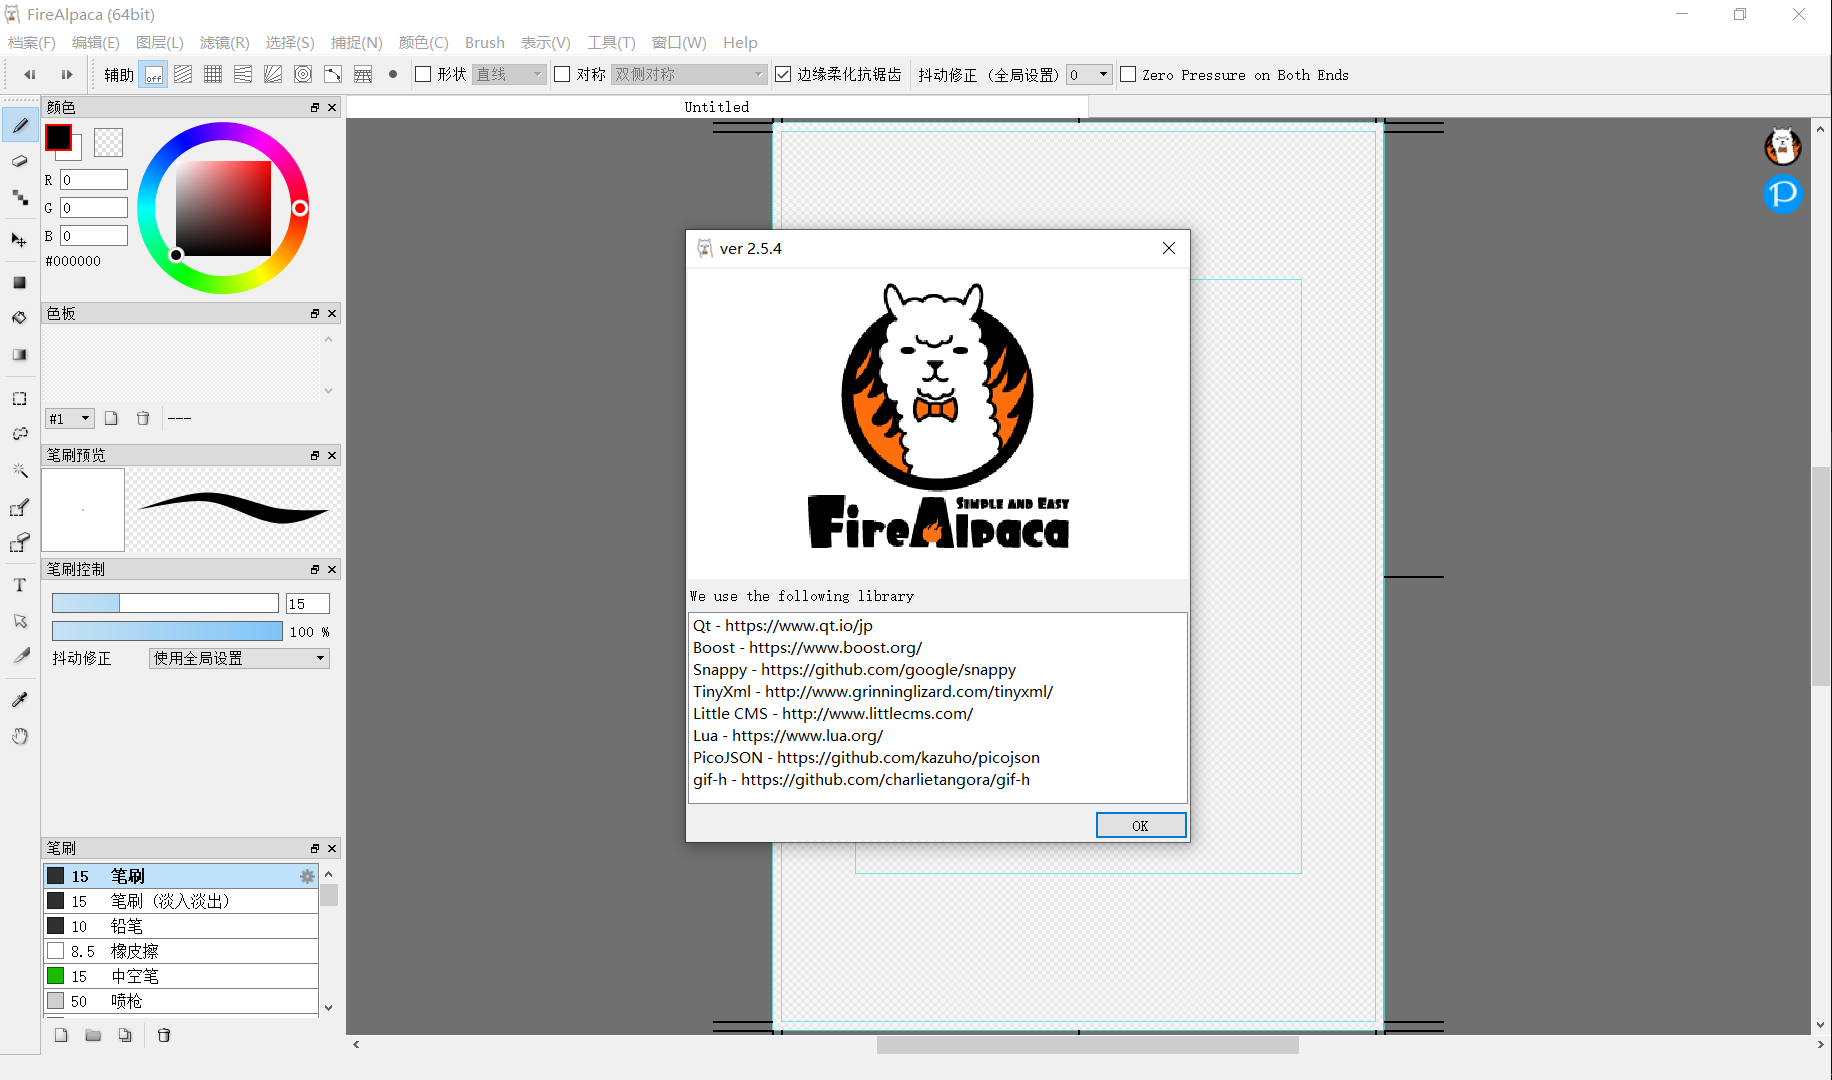 FireAlpaca (64bit)
档案(F) 编辑(E) 图层(L) 滤镜(R) 选择(S) 捕捉(N) 颜色(C) Brush 表示(V) 工具(T) 窗口(W) Help
辅助 off 形状 直线 对称 双侧对称 边缘柔化抗锯齿 抖动修正 (全局设置) 0 Zero Pressure on Both Ends
颜色
Untitled
R 0
G 0
B 0
#000000
色板
#1 ---
笔刷预览
笔刷控制
15
100 %
抖动修正 使用全局设置
笔刷
15 笔刷
15 笔刷 (淡入淡出)
10 铅笔
8.5 橡皮擦
15 中空笔
50 喷枪
T
P
ver 2.5.4
SIMPLE AND EASY
FireAlpaca
We use the following library
Qt - https://www.qt.io/jp
Boost - https://www.boost.org/
Snappy - https://github.com/google/snappy
TinyXml - http://www.grinninglizard.com/tinyxml/
Little CMS - http://www.littlecms.com/
Lua - https://www.lua.org/
PicoJSON - https://github.com/kazuho/picojson
gif-h - https://github.com/charlietangora/gif-h
OK